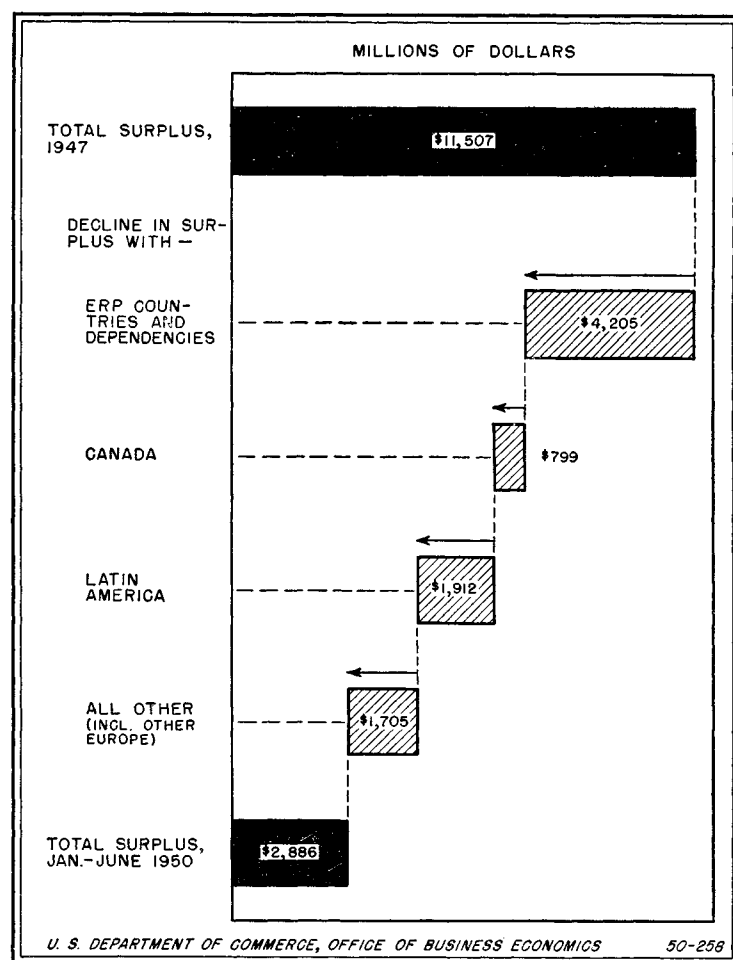 MILLIONS OF DOLLARS
TOTAL SURPLUS,
1947
$11,507
DECLINE IN SUR-
PLUS WITH —
ERP COUN-
TRIES AND
DEPENDENCIES
$4,205
CANADA
$799
LATIN
AMERICA
$1,912
ALL OTHER
(INCL. OTHER
EUROPE)
$1,705
TOTAL SURPLUS,
JAN.-JUNE 1950
$2,886
U. S. DEPARTMENT OF COMMERCE, OFFICE OF BUSINESS ECONOMICS 50-258